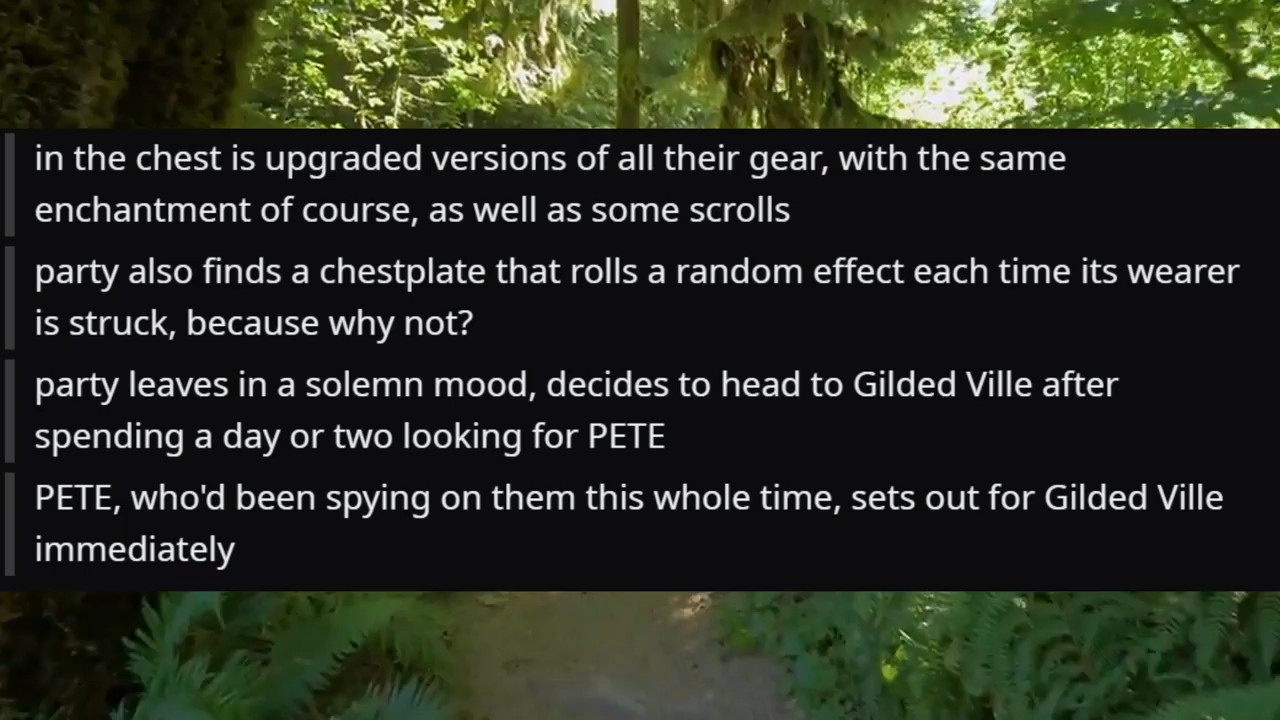 in the chest is upgraded versions of all their gear, with the same
enchantment of course, as well as some scrolls
party also finds a chestplate that rolls a random effect each time its wearer
is struck, because why not?
party leaves in a solemn mood, decides to head to Gilded Ville after
spending a day or two looking for PETE
PETE, who'd been spying on them this whole time, sets out for Gilded Ville
immediately